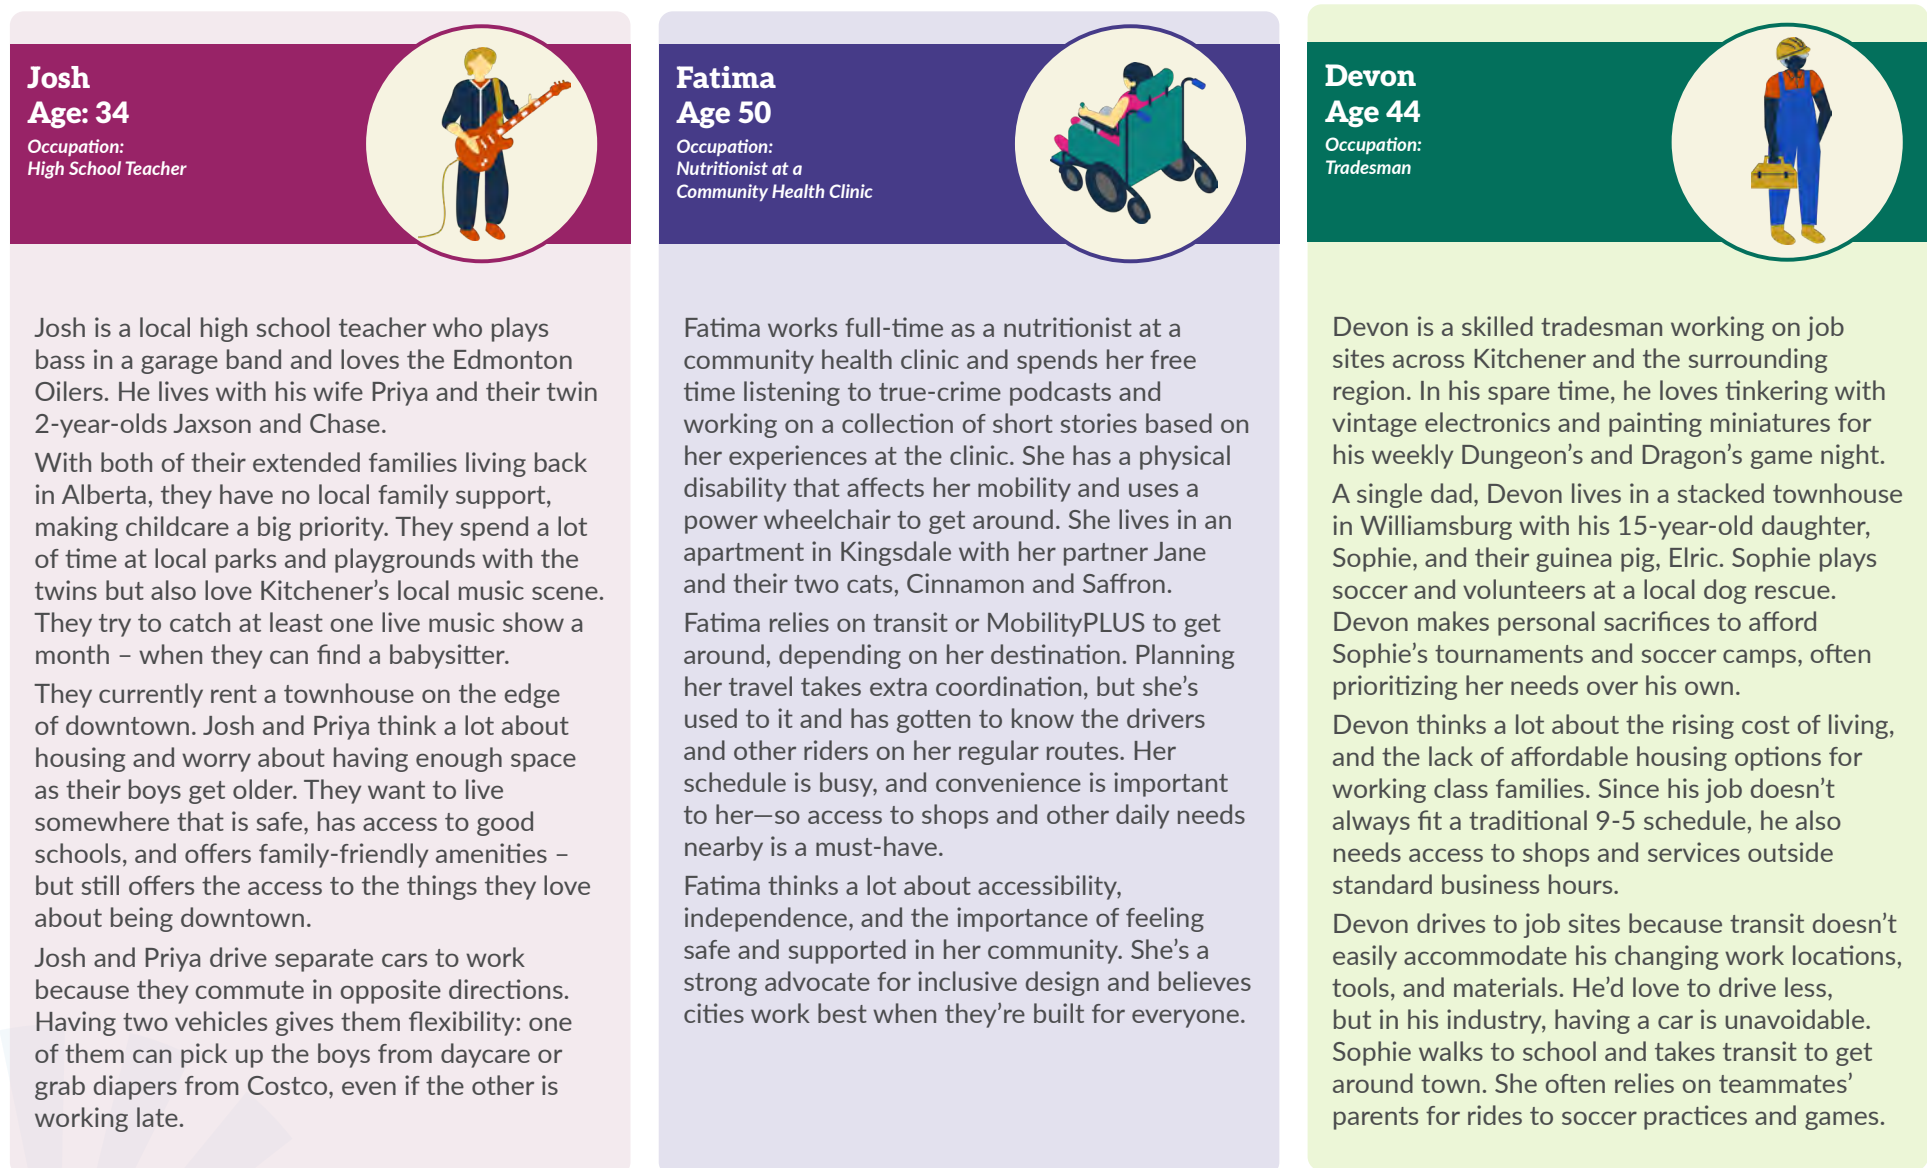 Josh
Age: 34
Occupation:
High School Teacher
Josh is a local high school teacher who plays
bass in a garage band and loves the Edmonton
Oilers. He lives with his wife Priya and their twin
2-year-olds Jaxson and Chase.
With both of their extended families living back
in Alberta, they have no local family support,
making childcare a big priority. They spend a lot
of time at local parks and playgrounds with the
twins but also love Kitchener’s local music scene.
They try to catch at least one live music show a
month – when they can find a babysitter.
They currently rent a townhouse on the edge
of downtown. Josh and Priya think a lot about
housing and worry about having enough space
as their boys get older. They want to live
somewhere that is safe, has access to good
schools, and offers family-friendly amenities –
but still offers the access to the things they love
about being downtown.
Josh and Priya drive separate cars to work
because they commute in opposite directions.
Having two vehicles gives them flexibility: one
of them can pick up the boys from daycare or
grab diapers from Costco, even if the other is
working late.
Fatima
Age 50
Occupation:
Nutritionist at a
Community Health Clinic
Fatima works full-time as a nutritionist at a
community health clinic and spends her free
time listening to true-crime podcasts and
working on a collection of short stories based on
her experiences at the clinic. She has a physical
disability that affects her mobility and uses a
power wheelchair to get around. She lives in an
apartment in Kingsdale with her partner Jane
and their two cats, Cinnamon and Saffron.
Fatima relies on transit or MobilityPLUS to get
around, depending on her destination. Planning
her travel takes extra coordination, but she’s
used to it and has gotten to know the drivers
and other riders on her regular routes. Her
schedule is busy, and convenience is important
to her—so access to shops and other daily needs
nearby is a must-have.
Fatima thinks a lot about accessibility,
independence, and the importance of feeling
safe and supported in her community. She’s a
strong advocate for inclusive design and believes
cities work best when they’re built for everyone.
Devon
Age 44
Occupation:
Tradesman
Devon is a skilled tradesman working on job
sites across Kitchener and the surrounding
region. In his spare time, he loves tinkering with
vintage electronics and painting miniatures for
his weekly Dungeon’s and Dragon’s game night.
A single dad, Devon lives in a stacked townhouse
in Williamsburg with his 15-year-old daughter,
Sophie, and their guinea pig, Elric. Sophie plays
soccer and volunteers at a local dog rescue.
Devon makes personal sacrifices to afford
Sophie’s tournaments and soccer camps, often
prioritizing her needs over his own.
Devon thinks a lot about the rising cost of living,
and the lack of affordable housing options for
working class families. Since his job doesn’t
always fit a traditional 9-5 schedule, he also
needs access to shops and services outside
standard business hours.
Devon drives to job sites because transit doesn’t
easily accommodate his changing work locations,
tools, and materials. He’d love to drive less,
but in his industry, having a car is unavoidable.
Sophie walks to school and takes transit to get
around town. She often relies on teammates’
parents for rides to soccer practices and games.